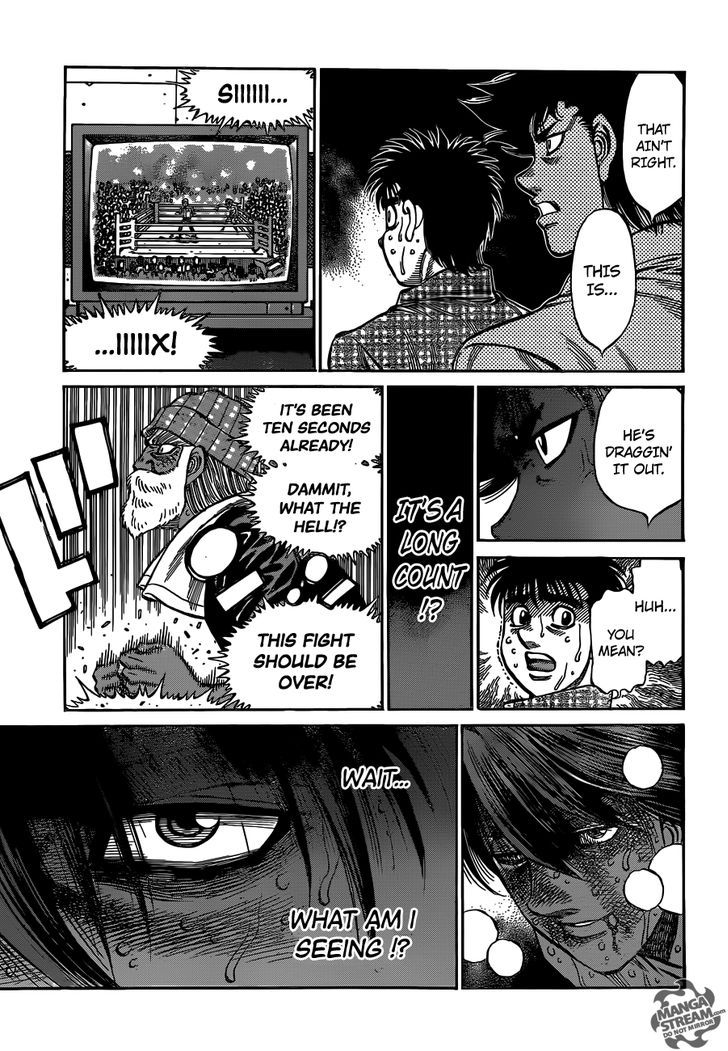 THAT
AIN'T
RIGHT.
THIS
IS...
SIIIIII...
...IIIIIX!
HE'S
DRAGGIN'
IT OUT.
HUH...
YOU
MEAN?
IT'S A
LONG
COUNT
!?
IT'S BEEN
TEN SECONDS
ALREADY!
DAMMIT,
WHAT THE
HELL!?
THIS FIGHT
SHOULD BE
OVER!
WAIT...
WHAT AM I
SEEING !?
MANGA
STREAM.com
DO NOT MIRROR